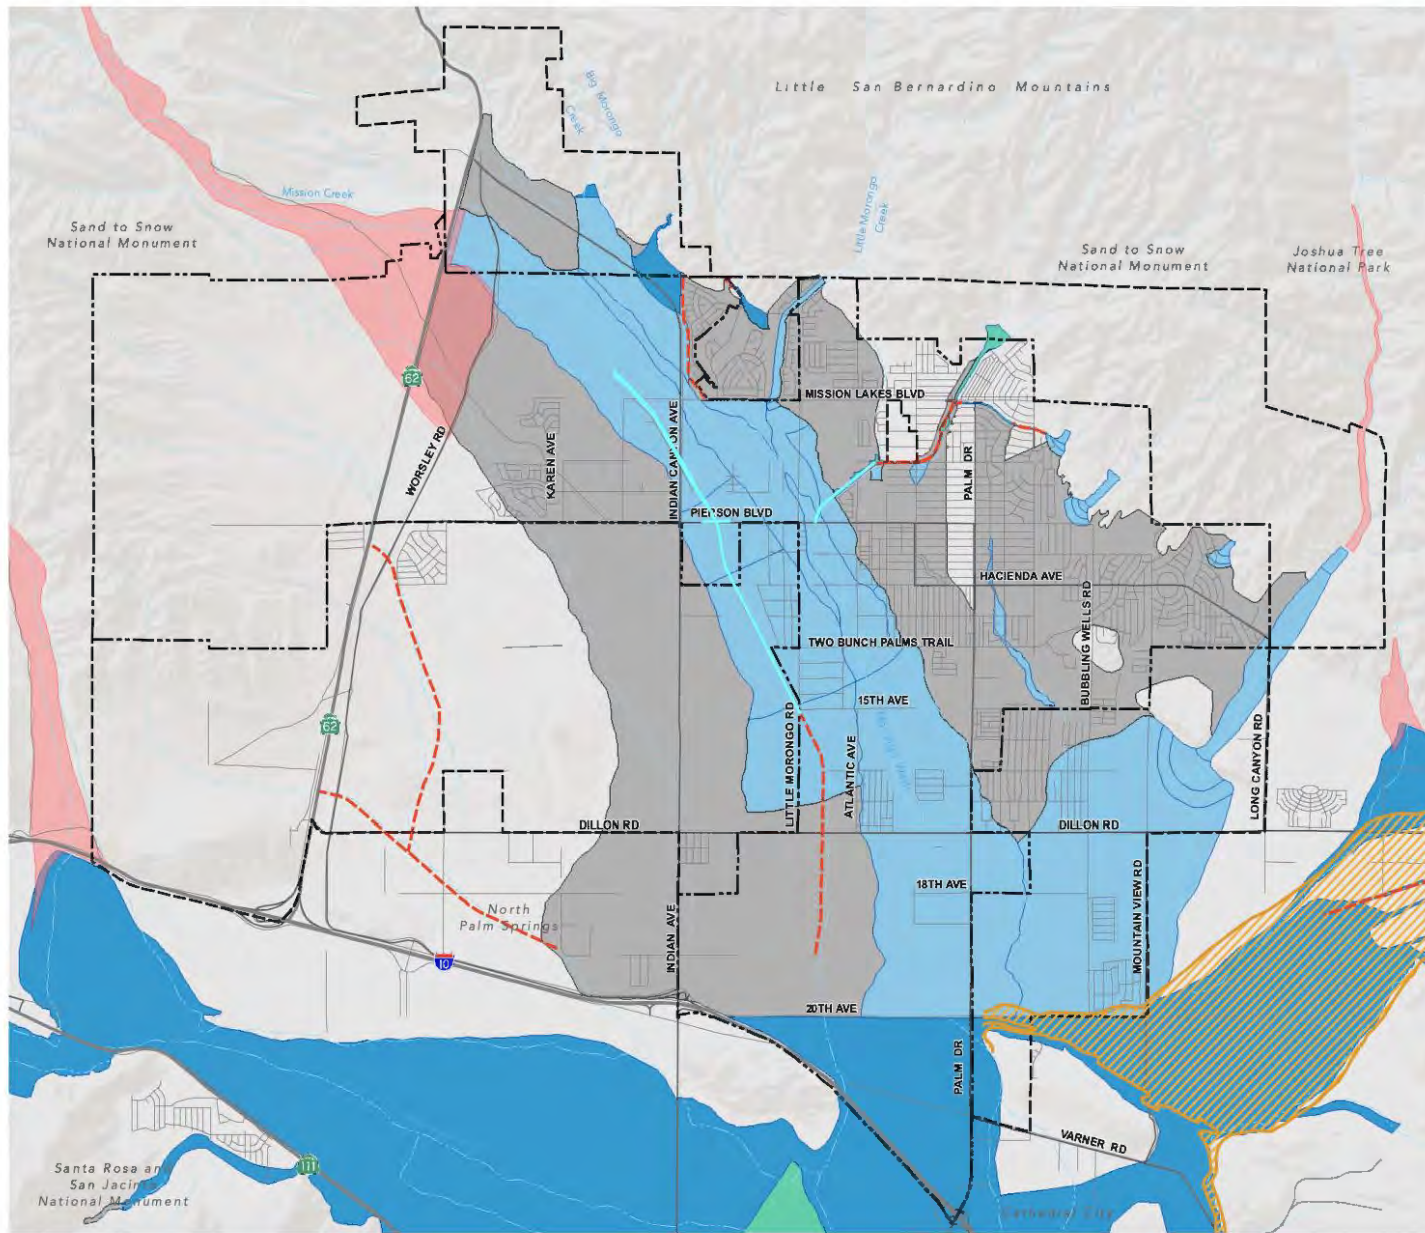 Little San Bernardino Mountains
Big Morongo
Creek
Mission Creek
Little Morongo
Creek
Sand to Snow
National Monument
Sand to Snow
National Monument
Joshua Tree
National Park
62
MISSION LAKES BLVD
WORSLEY RD
KAREN AVE
INDIAN CANYON AVE
PALM DR
PIERSON BLVD
HACIENDA AVE
BUBBLING WELLS RD
TWO BUNCH PALMS TRAIL
15TH AVE
62
LITTLE MORONGO RD
ATLANTIC AVE
LONG CANYON RD
DILLON RD
DILLON RD
18TH AVE
MOUNTAIN VIEW RD
North
Palm Springs
INDIAN AVE
10
20TH AVE
PALM DR
VARNER RD
111
Santa Rosa and
San Jacinto
National Monument
Cathedral City